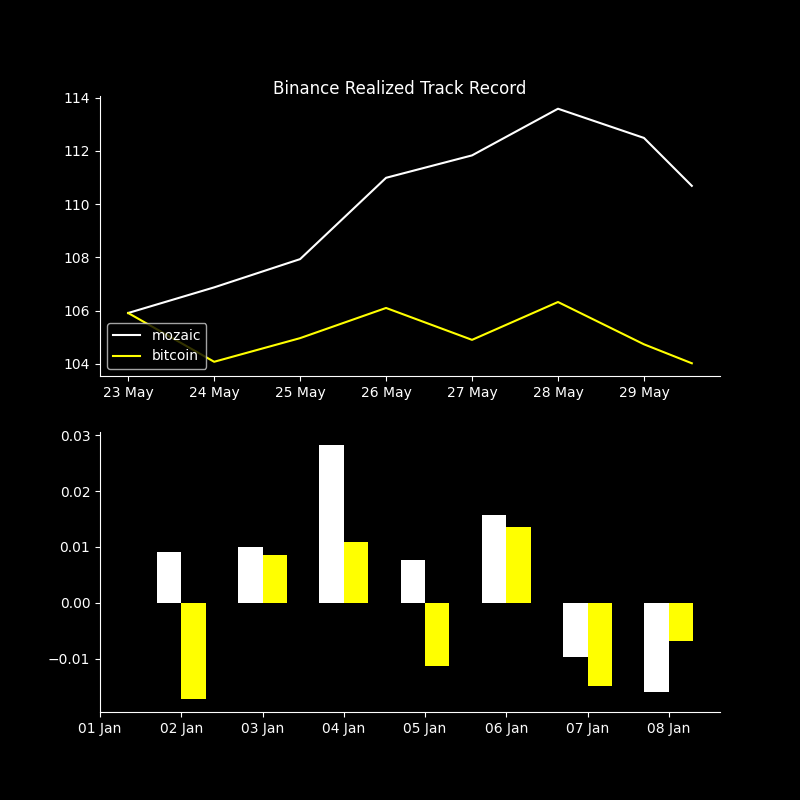 Binance Realized Track Record
114
112
110
108
106
104
mozaic
bitcoin
23 May 24 May 25 May 26 May 27 May 28 May 29 May
0.03
0.02
0.01
0.00
−0.01
01 Jan 02 Jan 03 Jan 04 Jan 05 Jan 06 Jan 07 Jan 08 Jan